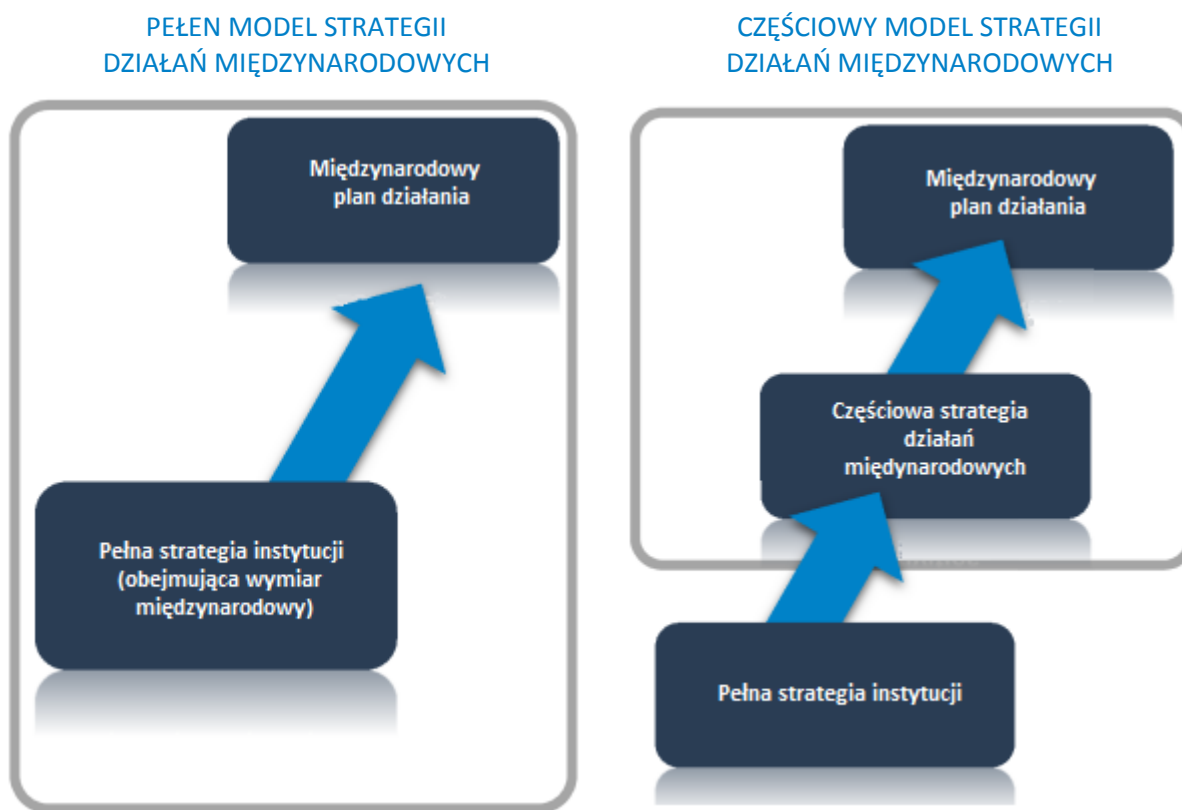 PEŁEN MODEL STRATEGII
DZIAŁAŃ MIĘDZYNARODOWYCH
Międzynarodowy
plan działania
Pełna strategia instytucji
(obejmująca wymiar
międzynarodowy)
CZĘŚCIOWY MODEL STRATEGII
DZIAŁAŃ MIĘDZYNARODOWYCH
Międzynarodowy
plan działania
Częściowa strategia
działań
międynarodowych
Pełna strategia instytucji